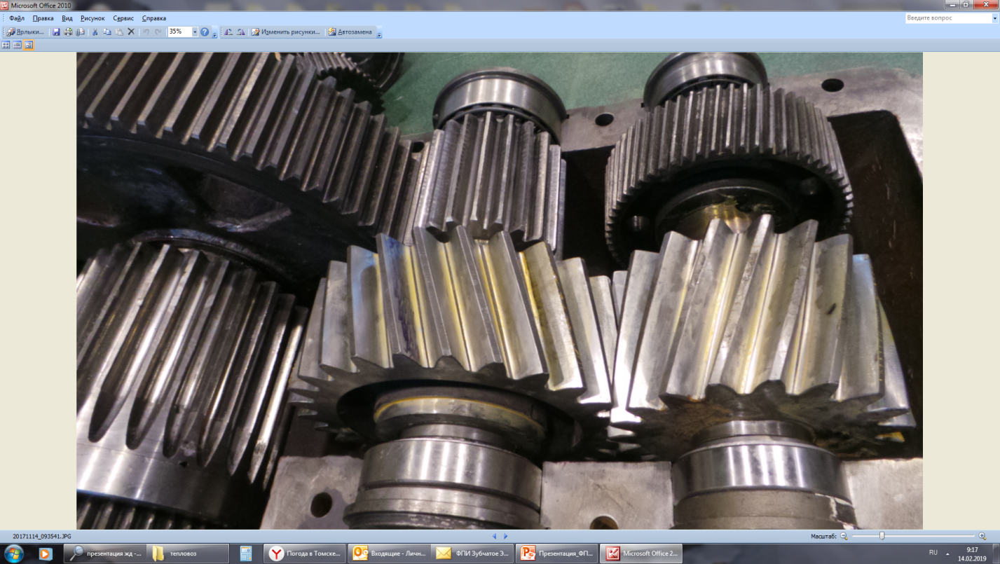 Microsoft Office 2010
Файл Правка Вид Рисунок Сервис Справка
Введите вопрос
Ярлыки... 35% Изменить рисунки... Автозамена
20171114_093541.JPG
Масштаб:
презентация жд -... тепловоз Погода в Томске... Входящие - Личн... ФПИ Зубчатое Э... Презентация_ФП... Microsoft Office 2... RU 9:17
14.02.2019